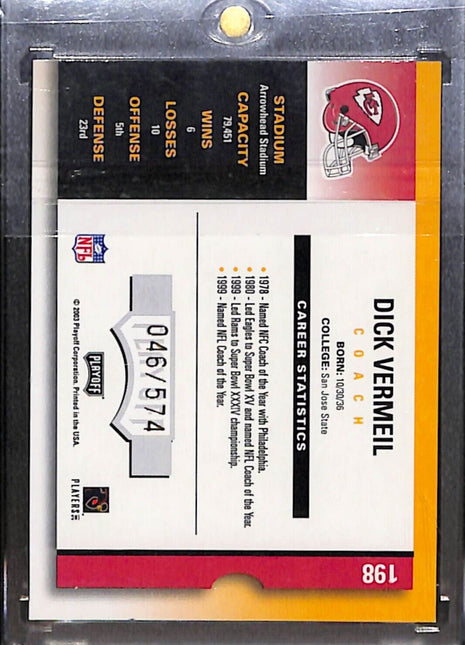 DICK VERMEIL
COACH
BORN: 10/30/36
COLLEGE: San Jose State
CAREER STATISTICS
• 1978 - Named NFC Coach of the Year with Philadelphia.
• 1980 - Led Eagles to Super Bowl XV and named NFL Coach of the Year.
• 1999 - Led Rams to Super Bowl XXXIV championship.
• 1999 - Named NFL Coach of the Year.
STADIUM
Arrowhead Stadium
CAPACITY
79,451
WINS
6
LOSSES
10
OFFENSE
5th
DEFENSE
23rd
046/574
NFL
© 2003 Playoff Corporation. Printed in the USA.
PLAYOFF
PLAYERS INC
198
KC